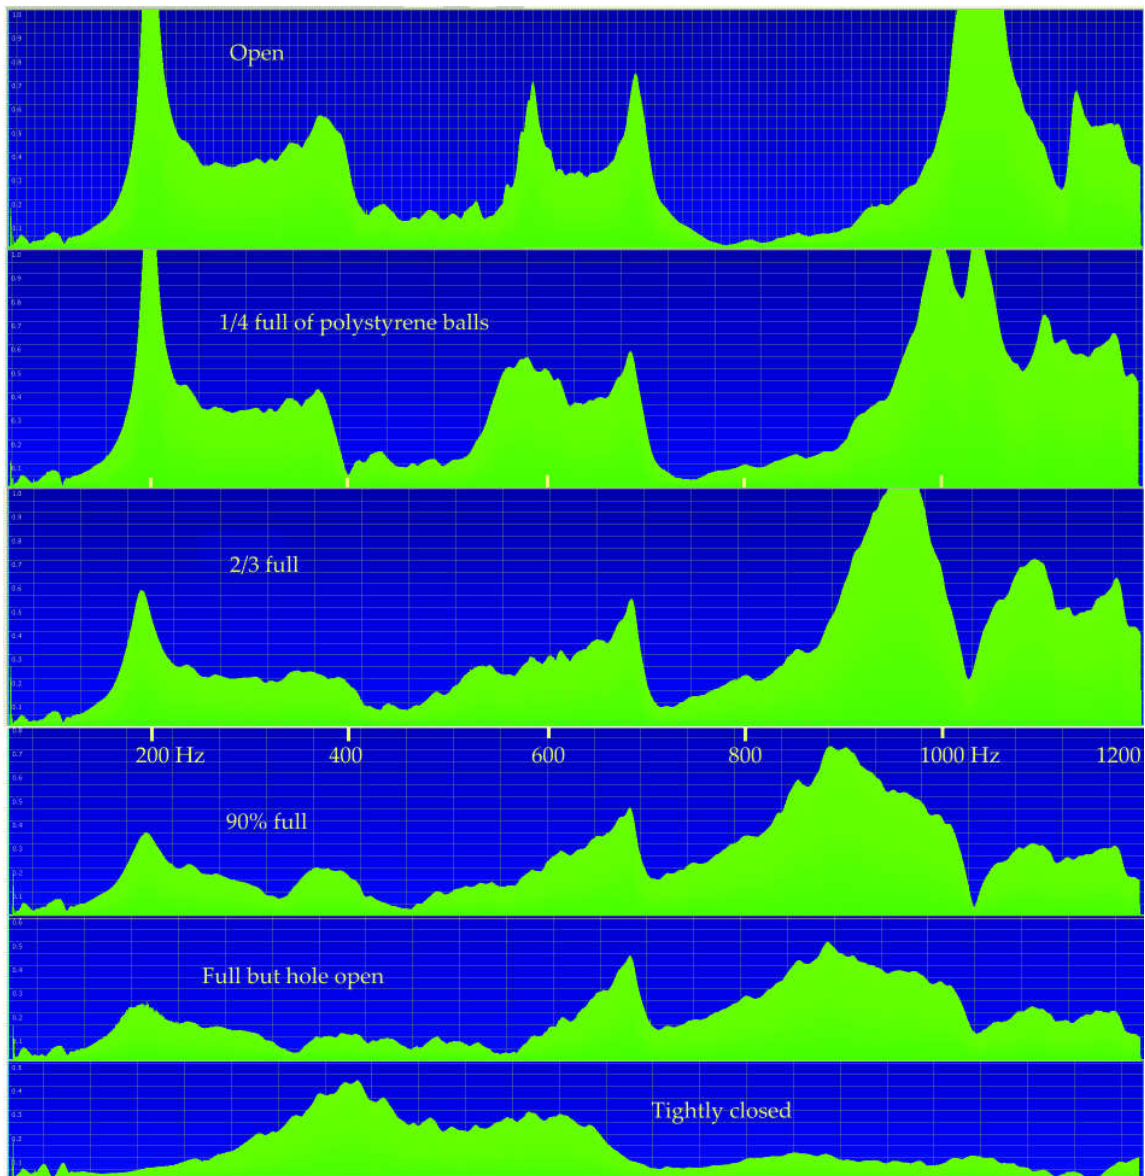 Open
1/4 full of polystyrene balls
2/3 full
200 Hz 400 600 800 1000 Hz 1200
90% full
Full but hole open
Tightly closed